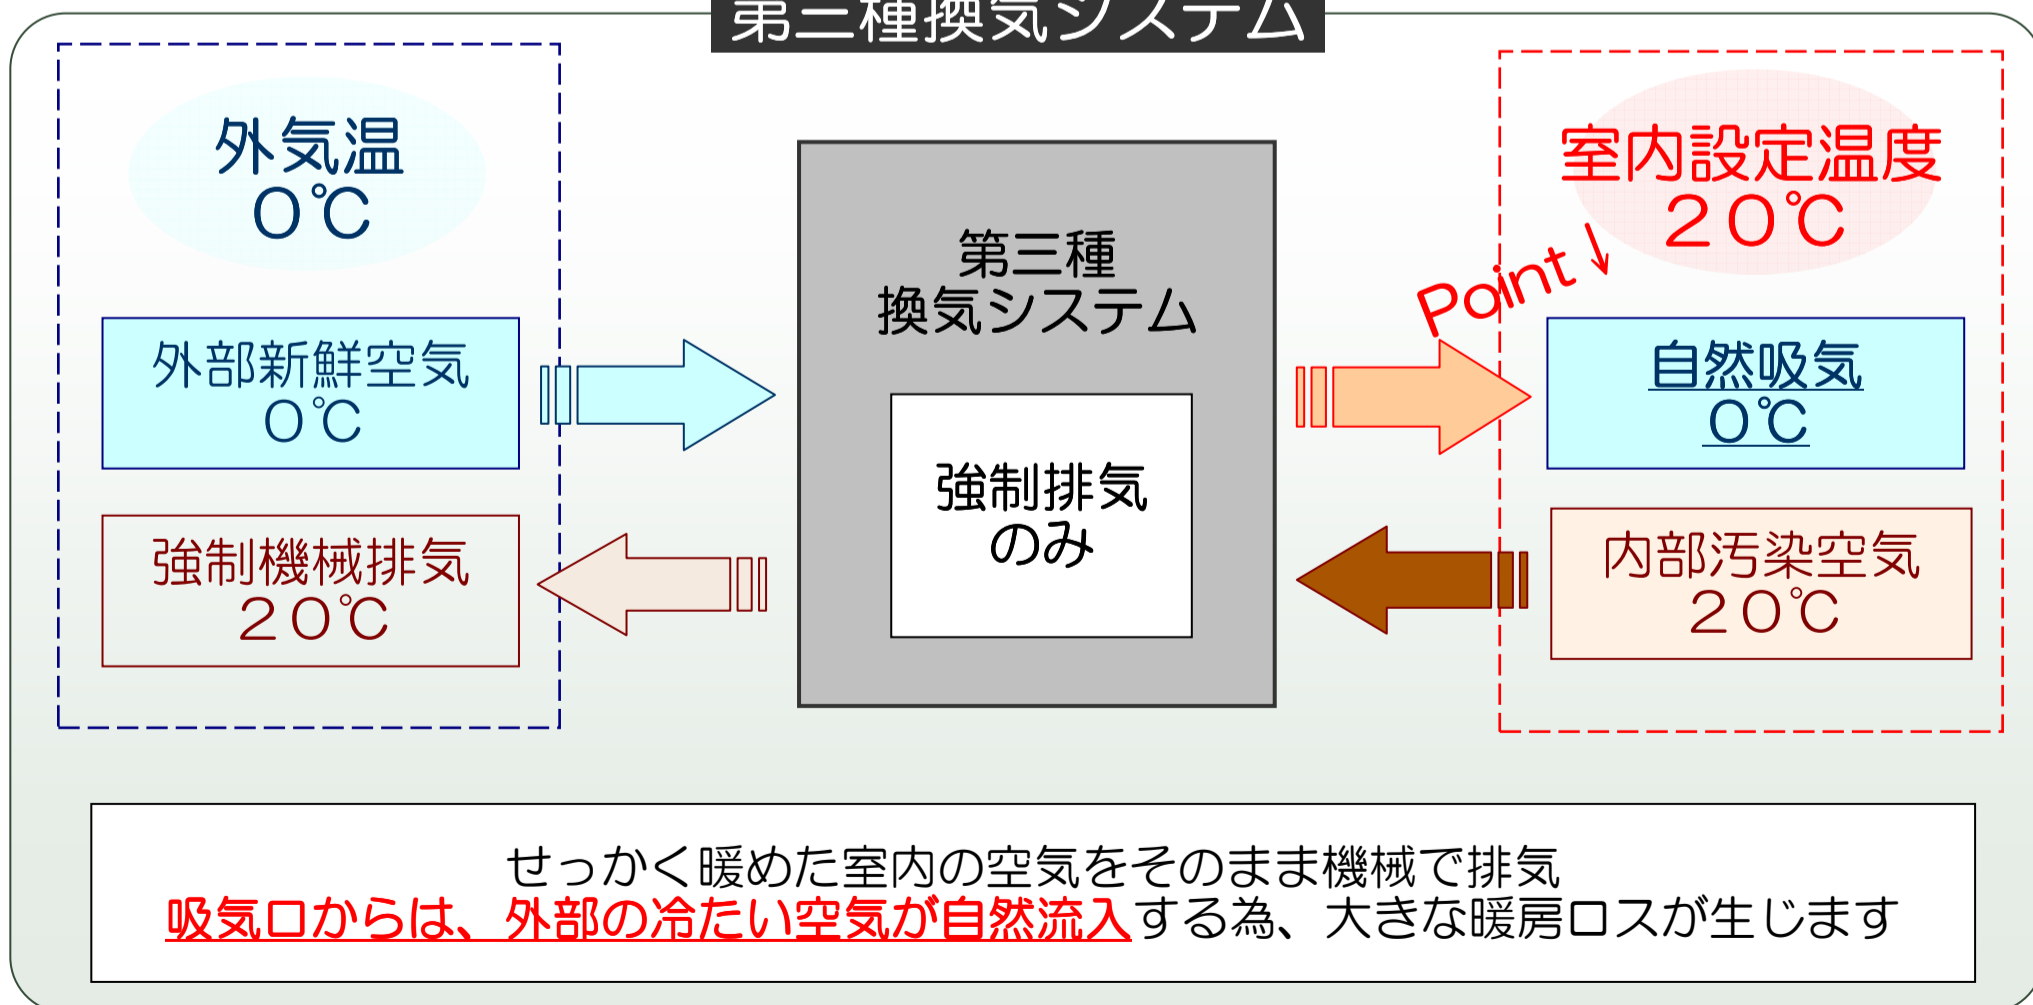 第三種換気システム
外気温
0℃
室内設定温度
20℃
Point↓
第三種
換気システム
外部新鮮空気
0℃
自然吸気
0℃
強制排気
のみ
強制機械排気
20℃
内部汚染空気
20℃
せっかく暖めた室内の空気をそのまま機械で排気
吸気口からは、外部の冷たい空気が自然流入する為、大きな暖房ロスが生じます